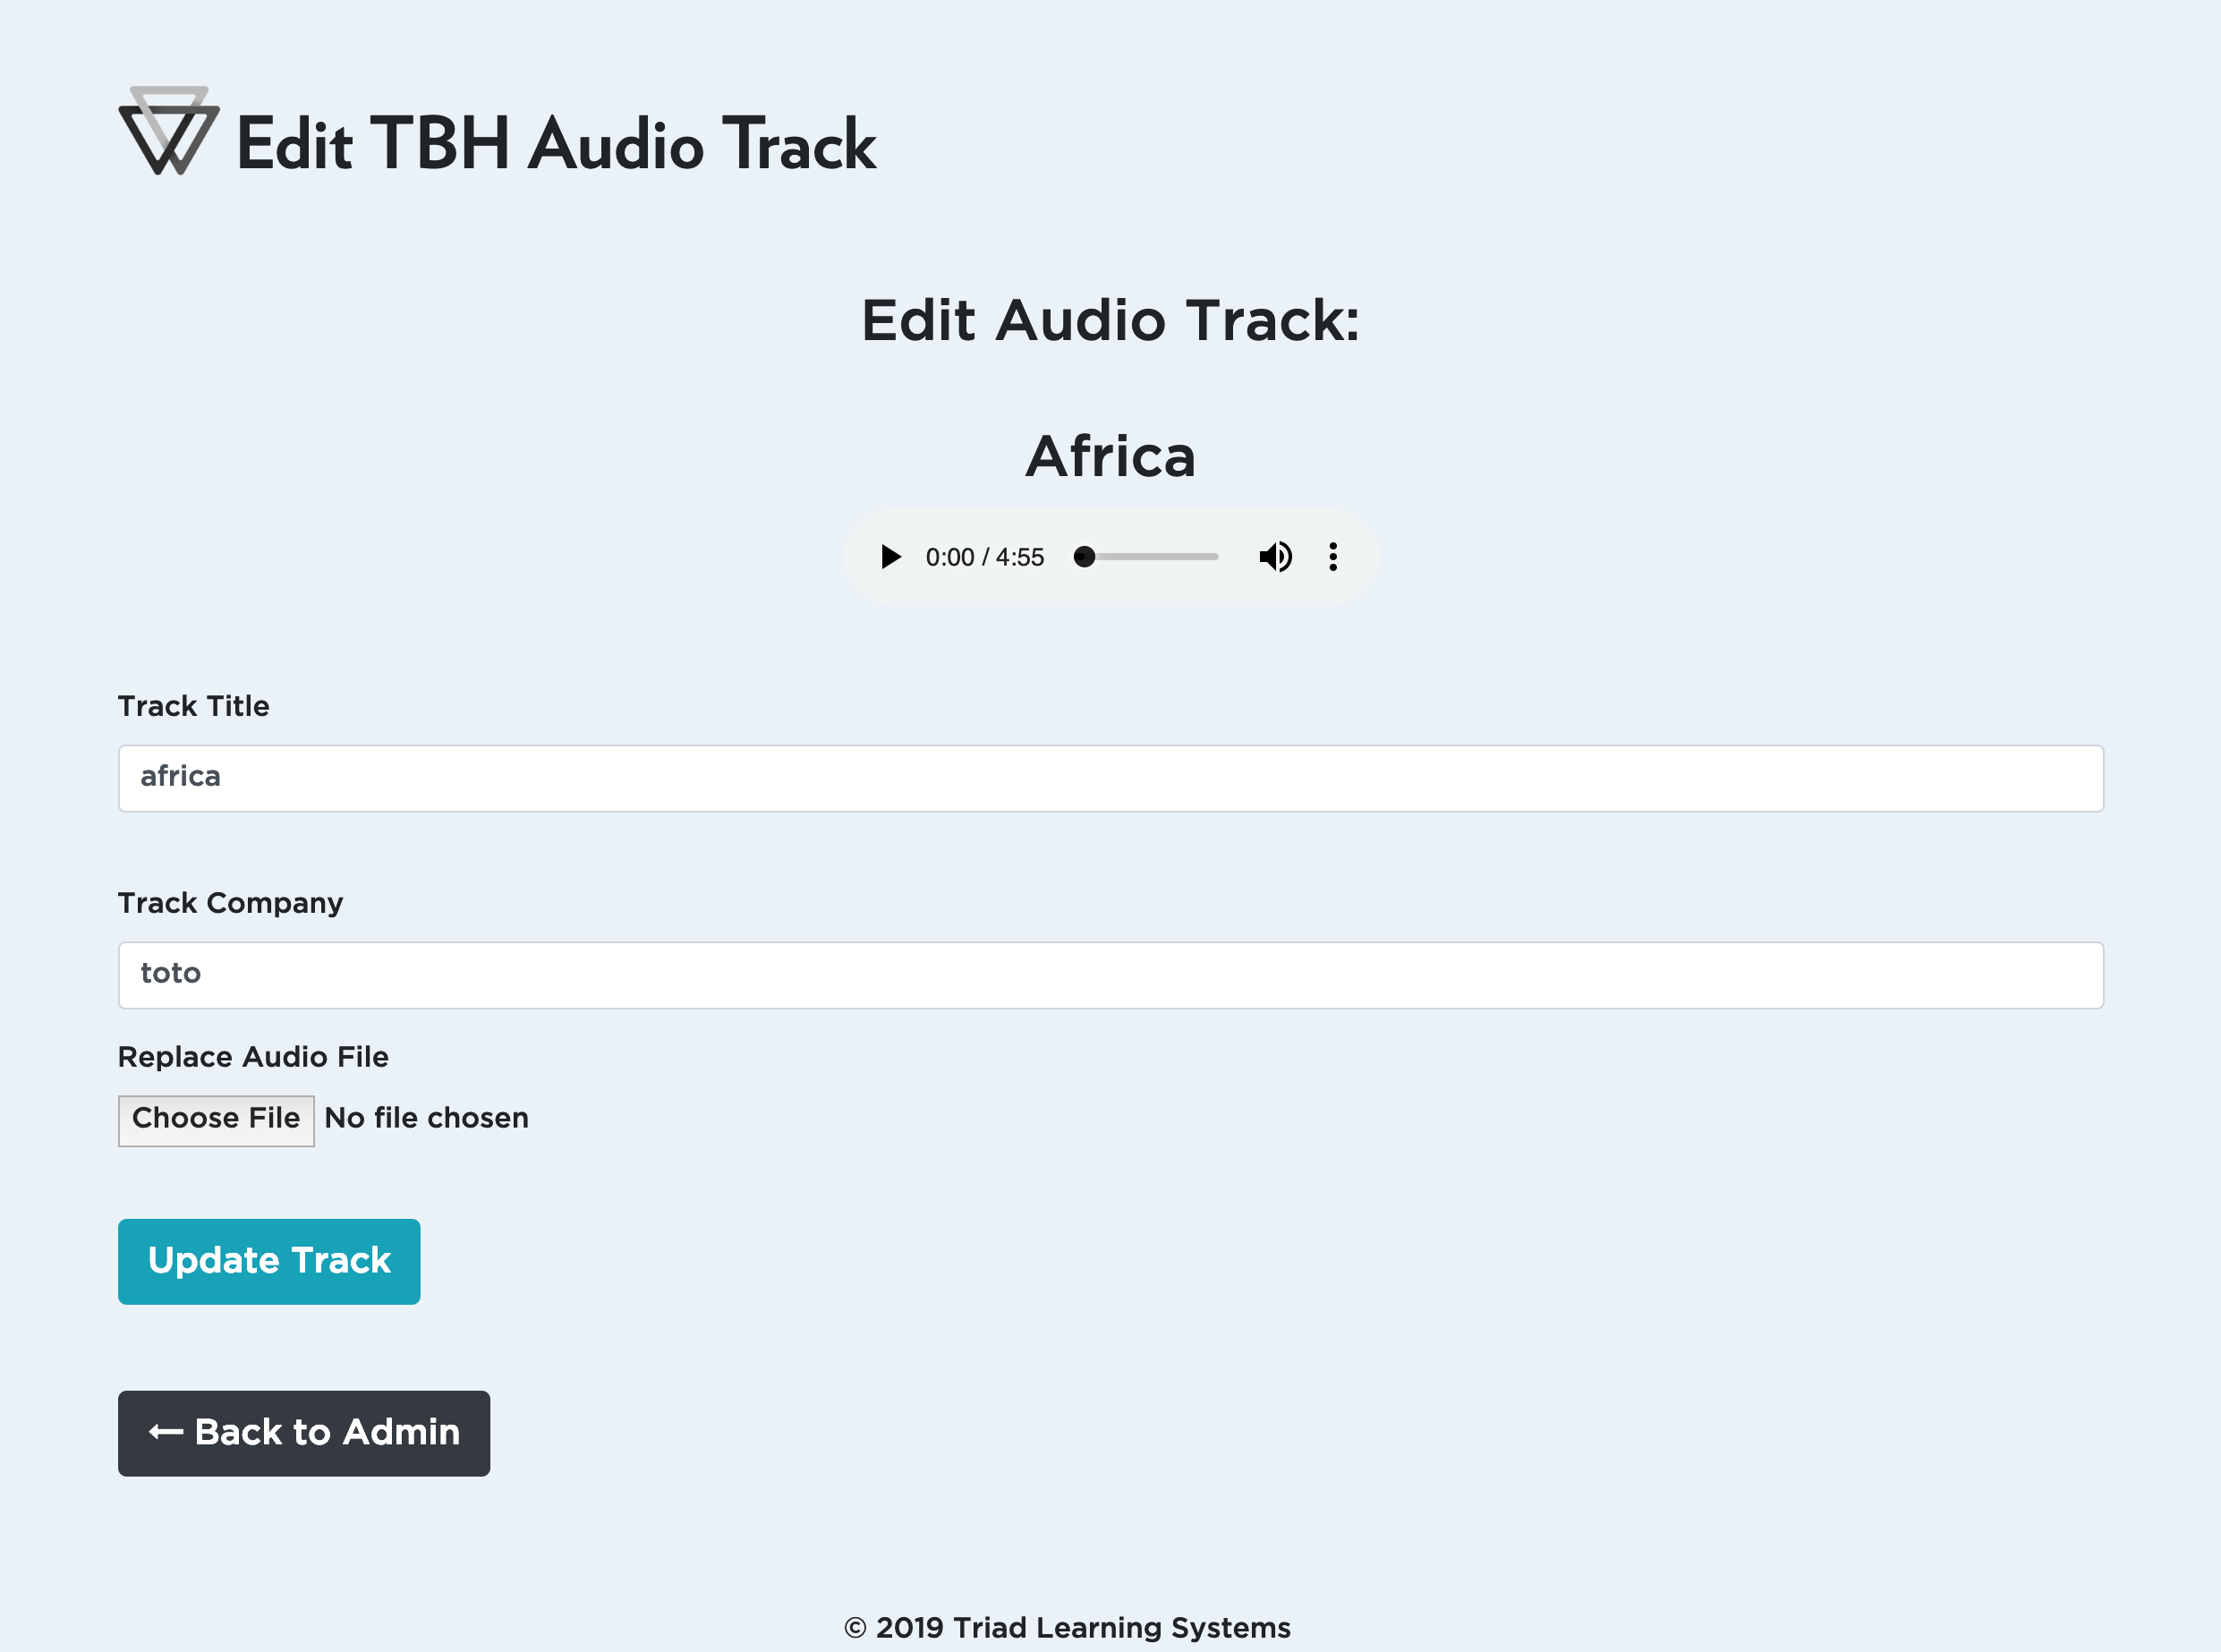 Edit TBH Audio Track
Edit Audio Track:
Africa
0:00 / 4:55
Track Title
africa
Track Company
toto
Replace Audio File
Choose File No file chosen
Update Track
← Back to Admin
© 2019 Triad Learning Systems